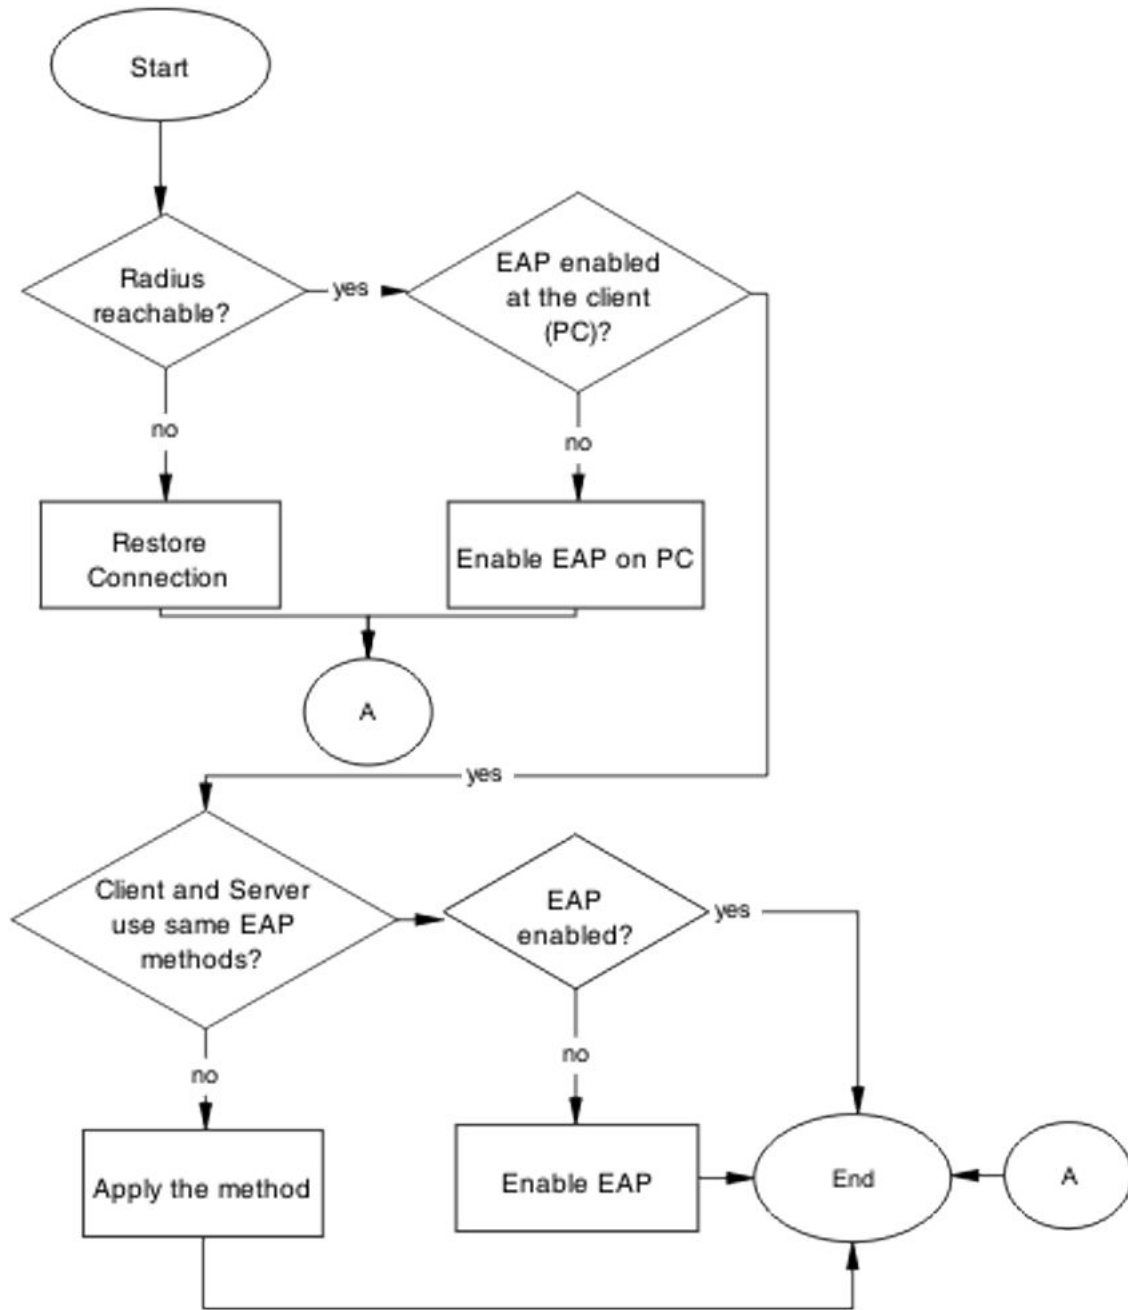 Start
Radius
reachable?
yes
EAP enabled
at the client
(PC)?
no
no
Restore
Connection
Enable EAP on PC
A
yes
Client and Server
use same EAP
methods?
EAP
enabled?
yes
no
no
Apply the method
Enable EAP
End
A